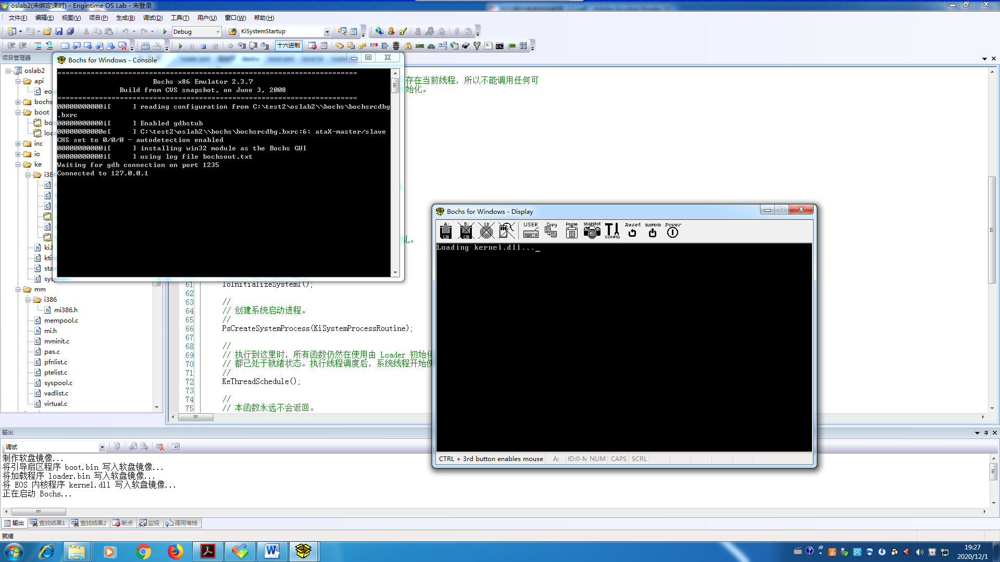 oslab2(未绑定课时) - Engintime OS Lab - 未登录
文件(F) 编辑(E) 视图(V) 项目(P) 生成(B) 调试(D) 工具(T) 用户(U) 窗口(W) 帮助(H)
Debug KiSystemStartup
十六进制
项目管理器
oslab2
api
eo
bochs
boot
bo
loa
inc
io
ke
i38
ki.l
kti
sta
sys
mm
i386
mi386.h
mempool.c
mi.h
mminit.c
pas.c
pfnlist.c
ptelist.c
syspool.c
vadlist.c
virtual.c
Bochs for Windows - Console
========================================================================
Bochs x86 Emulator 2.3.7
Build from CVS snapshot, on June 3, 2008
========================================================================
00000000000i[     ] reading configuration from C:\test2\oslab2\\bochs\bochsrcdbg
.bxrc
00000000000i[     ] Enabled gdbstub
00000000000e[     ] C:\test2\oslab2\\bochs\bochsrcdbg.bxrc:6: ataX-master/slave
CHS set to 0/0/0 - autodetection enabled
00000000000i[     ] installing win32 module as the Bochs GUI
00000000000i[     ] using log file bochsout.txt
Waiting for gdb connection on port 1235
Connected to 127.0.0.1
存在当前线程，所以不能调用任何可
始化。
61 IoInitializeSystem1();
62
63 //
64 // 创建系统启动进程。
65 //
66 PsCreateSystemProcess(KiSystemProcessRoutine);
67
68 //
69 // 执行到这里时，所有函数仍然在使用由 Loader 初始化
70 // 都已处于就绪状态。执行线程调度后，系统线程开始使
71 //
72 KeThreadSchedule();
73
74 //
75 // 本函数永远不会返回。
Bochs for Windows - Display
A: B: CD USER Copy Paste snapshot CONFIG Reset SUSPEND Power
Loading kernel.dll..._
CTRL + 3rd button enables mouse A: HD:0-M NUM CAPS SCRL
输出
调试
制作软盘镜像...
将引导扇区程序 boot.bin 写入软盘镜像...
将加载程序 loader.bin 写入软盘镜像...
将 EOS 内核程序 kernel.dll 写入软盘镜像...
正在启动 Bochs...
输出 查找结果1 查找结果2 断点 监视 调用堆栈
就绪
19:27
2020/12/1